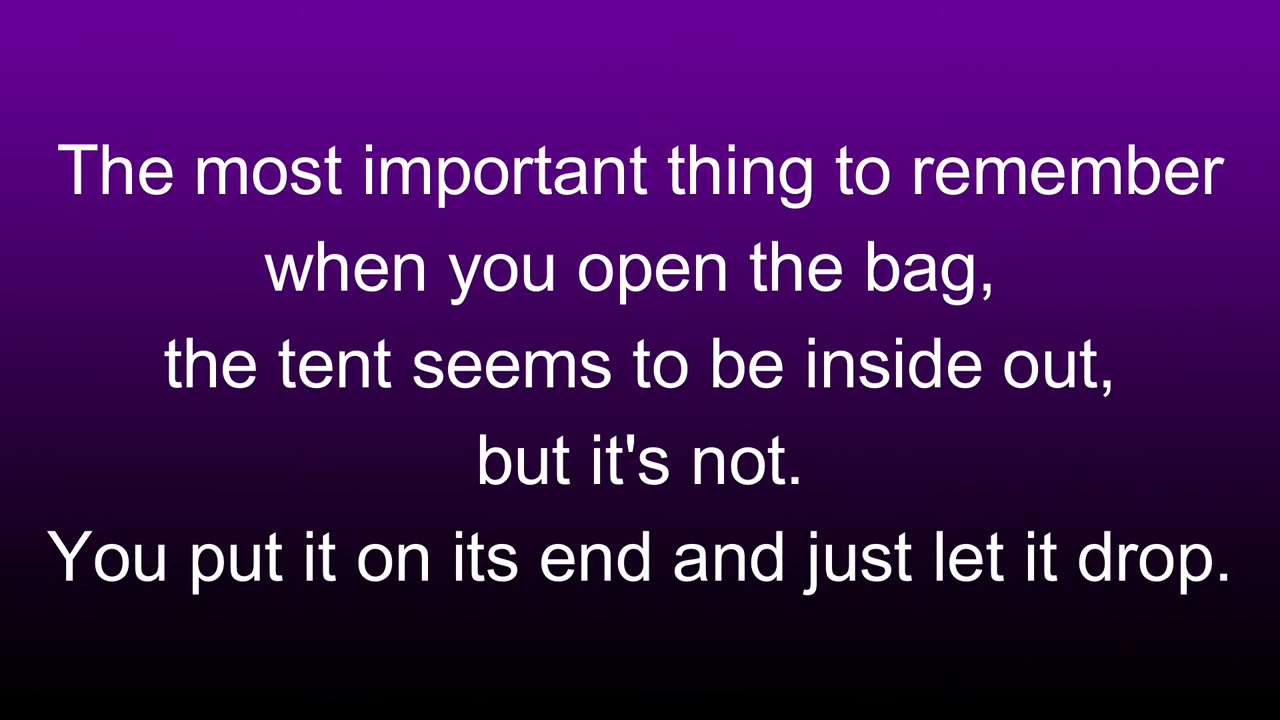 The most important thing to remember
when you open the bag,
the tent seems to be inside out,
but it's not.
You put it on its end and just let it drop.